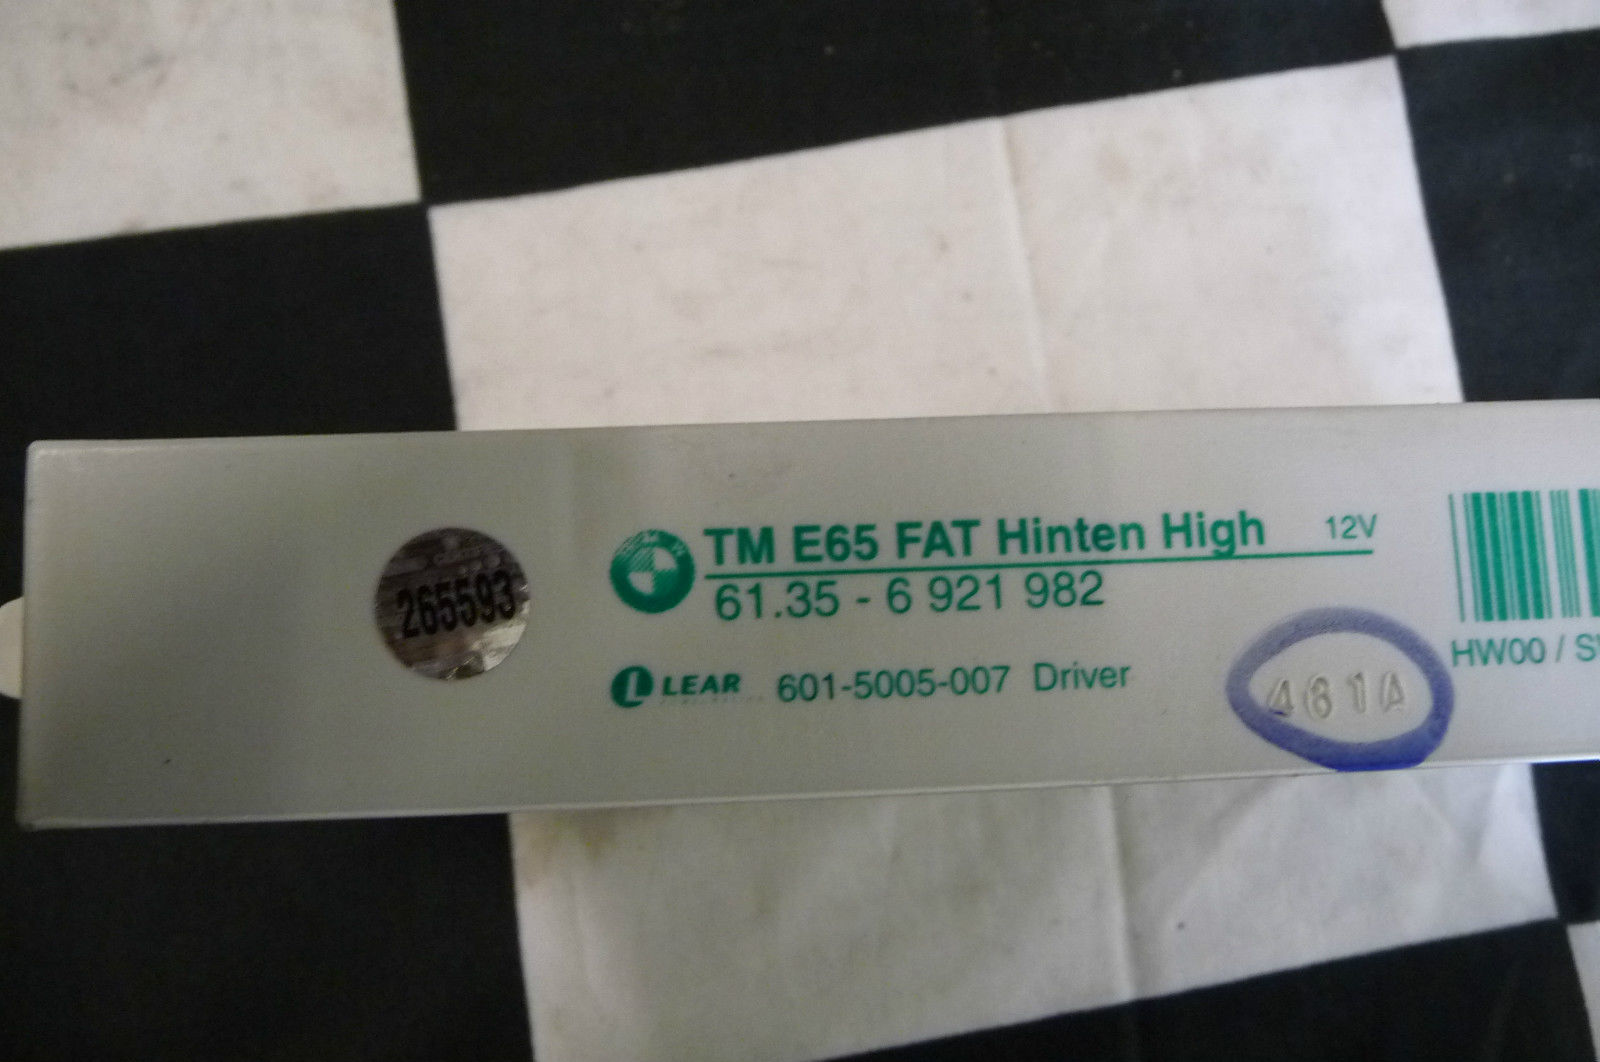 265593
TM E65 FAT Hinten High 12V
61.35 - 6 921 982
LEAR 601-5005-007 Driver
461A
HW00 /